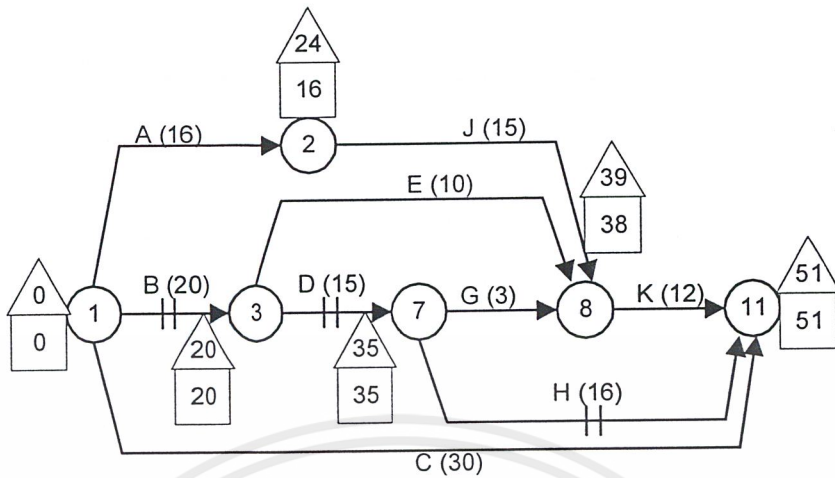 24
16
A (16)
2
J (15)
E (10)
39
38
0
0
1
B (20)
3
D (15)
7
G (3)
8
K (12)
11
51
51
20
20
35
35
H (16)
C (30)